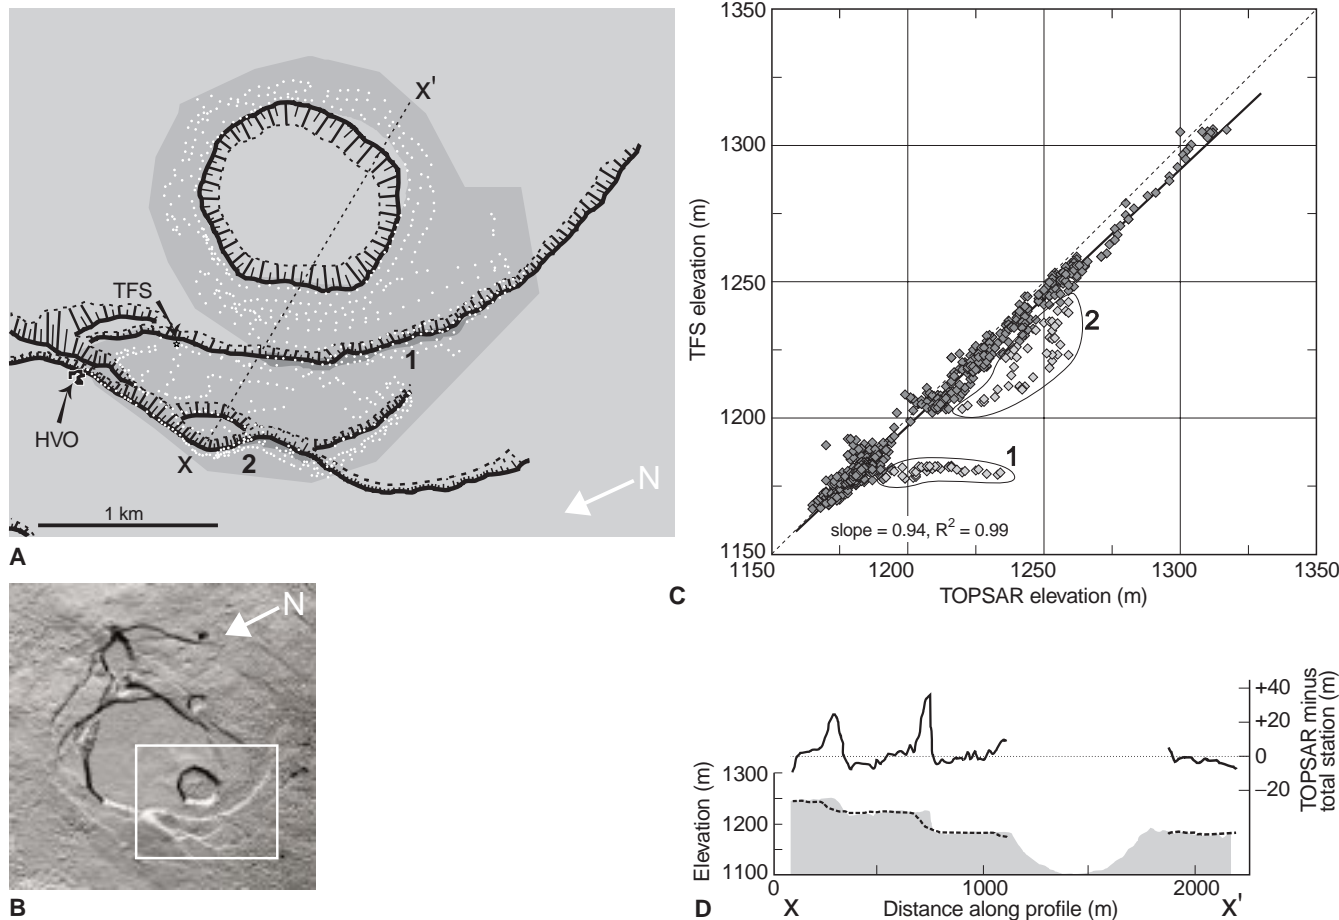 X'
TFS
1
HVO
X
2
N
1 km
A
N
B
1350
1300
1250
1200
1150
TFS elevation (m)
2
1
slope = 0.94, R² = 0.99
1150
1200
1250
1300
1350
TOPSAR elevation (m)
C
+40
+20
0
−20
TOPSAR minus
total station (m)
1300
1200
1100
Elevation (m)
0
1000
2000
X
Distance along profile (m)
X'
D